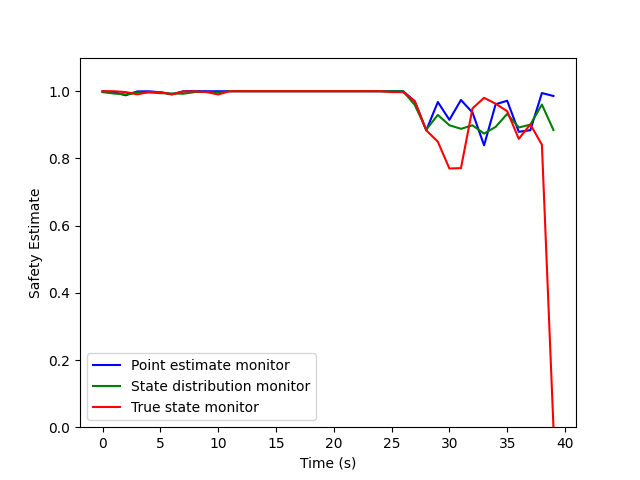 1.0
0.8
0.6
0.4
0.2
0.0
Safety Estimate
Point estimate monitor
State distribution monitor
True state monitor
0 5 10 15 20 25 30 35 40
Time (s)